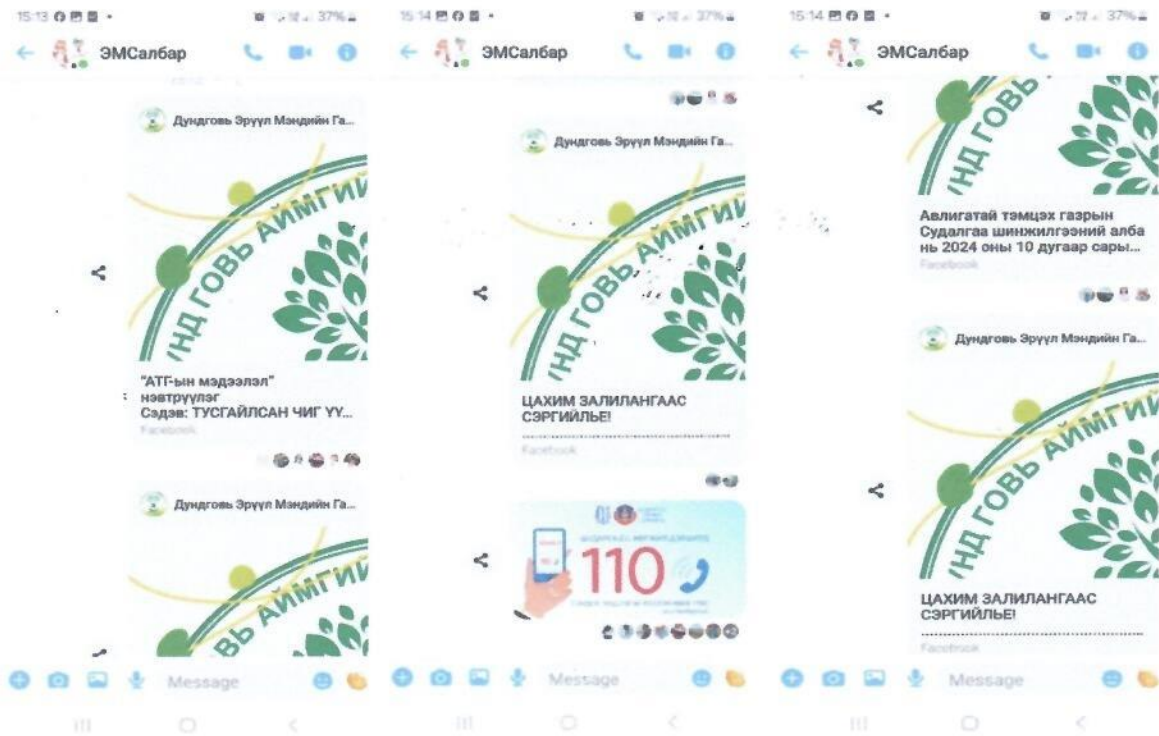 15:13
37%
ЭМСалбар
Дундговь Эрүүл Мэндийн Га...
НД ГОВЬ АЙМГИЙ
"АТГ-ын мэдээлэл"
нэвтрүүлэг
Сэдэв: ТУСГАЙЛСАН ЧИГ ҮҮ...
Facebook
Дундговь Эрүүл Мэндийн Га...
ВЬ АЙМГИЙ
Message
15:14
37%
ЭМСалбар
Дундговь Эрүүл Мэндийн Га...
НД ГОВЬ АЙМГИЙ
ЦАХИМ ЗАЛИЛАНГААС
СЭРГИЙЛЬЕ!
Facebook
110
+3
Message
15:14
37%
ЭМСалбар
НД ГОВЬ
Авлигатай тэмцэх газрын
Судалгаа шинжилгээний алба
нь 2024 оны 10 дугаар сары...
Facebook
Дундговь Эрүүл Мэндийн Га...
НД ГОВЬ АЙМГИЙ
ЦАХИМ ЗАЛИЛАНГААС
СЭРГИЙЛЬЕ!
Facebook
Message